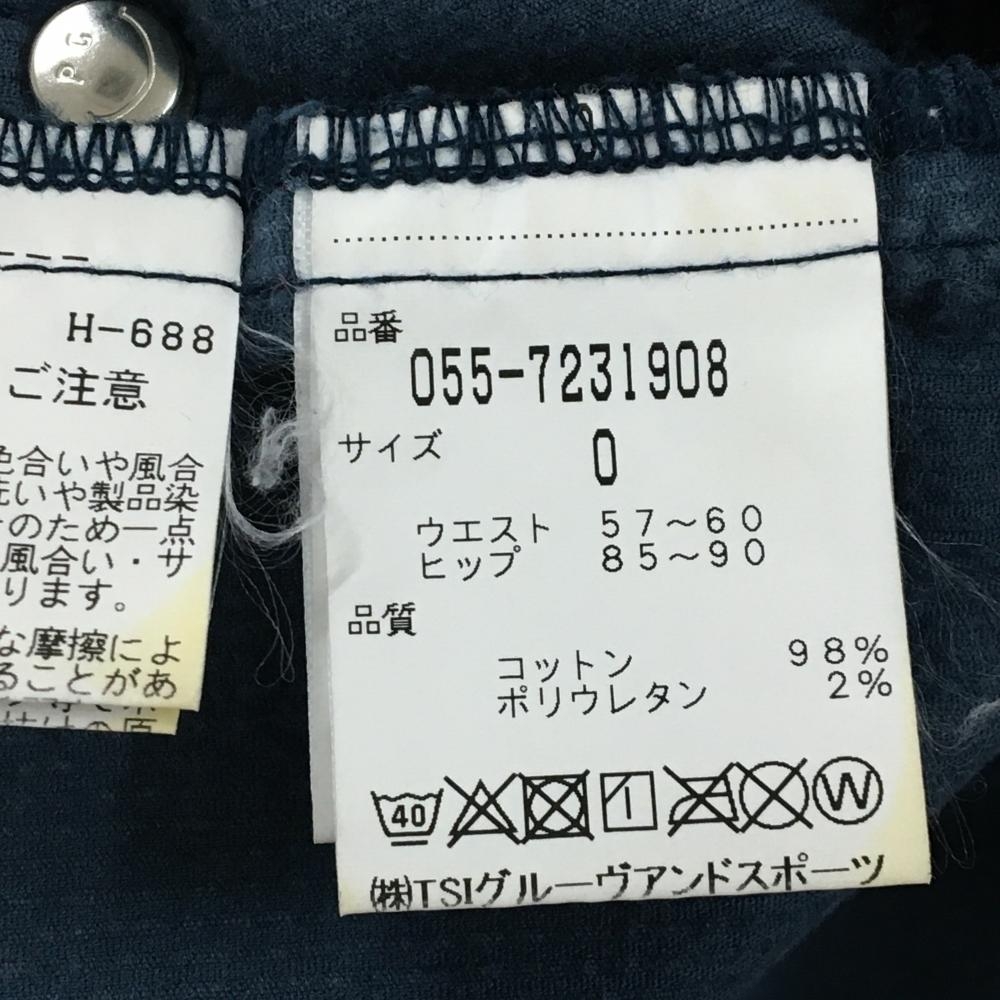 PG
H-688
ご注意
色合いや風合
洗いや製品染
のため一点
風合い・サ
ります。
な摩擦によ
ることがあ
品番
055-7231908
サイズ
0
ウエスト 57～60
ヒップ 85～90
品質
コットン 98%
ポリウレタン 2%
40
W
㈱TSIグルーヴアンドスポーツ